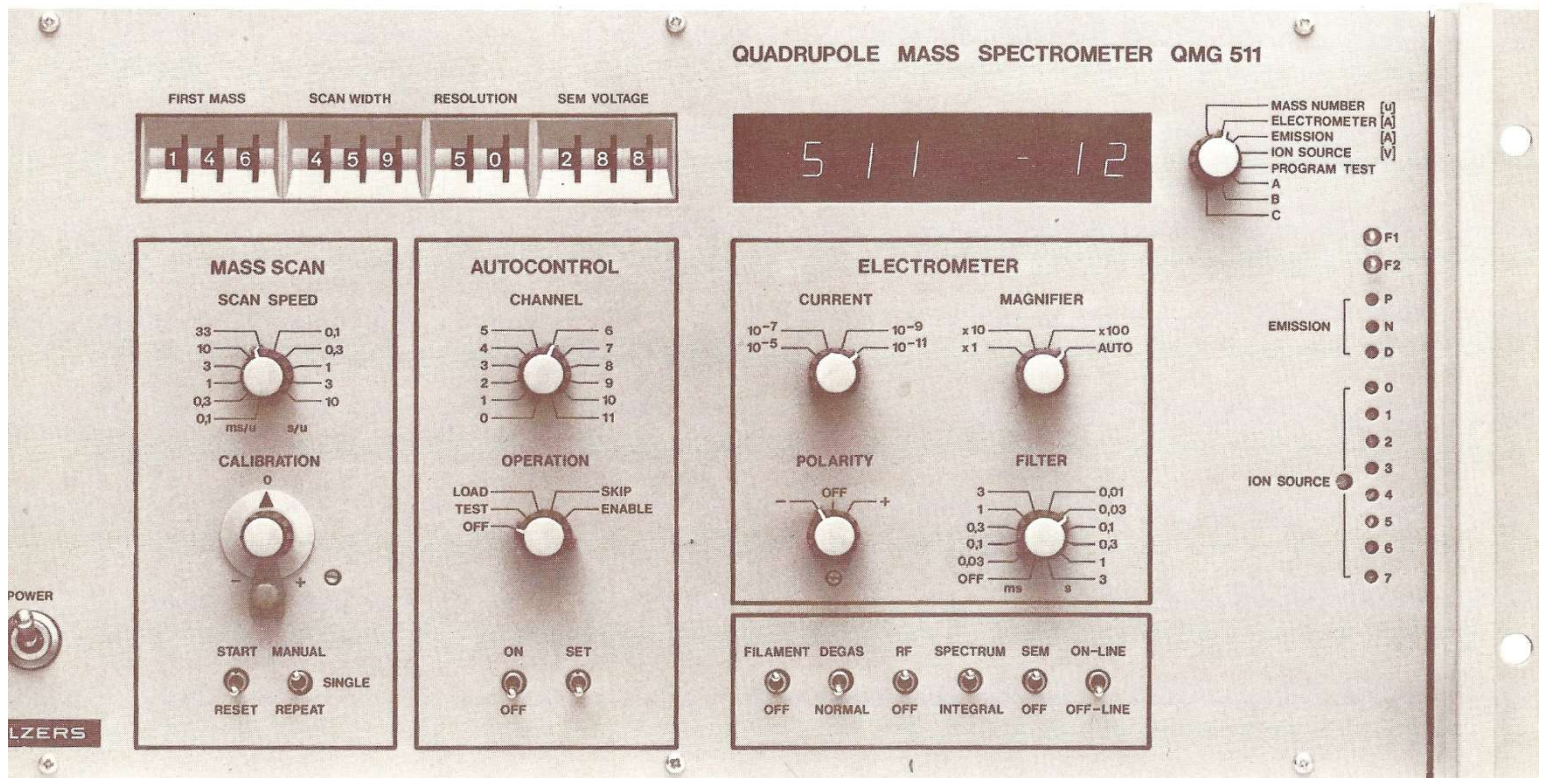 QUADRUPOLE MASS SPECTROMETER QMG 511
FIRST MASS SCAN WIDTH RESOLUTION SEM VOLTAGE
1 4 6 4 5 9 5 0 2 8 8
511 -12
MASS NUMBER [u]
ELECTROMETER [A]
EMISSION [A]
ION SOURCE [V]
PROGRAM TEST
A
B
C
MASS SCAN
SCAN SPEED
33 0,1
10 0,3
3 1
1 3
0,3 10
0,1 ms/u s/u
CALIBRATION
0
- +
START MANUAL
SINGLE
RESET REPEAT
AUTOCONTROL
CHANNEL
5 6
4 7
3 8
2 9
1 10
0 11
OPERATION
LOAD SKIP
TEST ENABLE
OFF
ON SET
OFF
ELECTROMETER
CURRENT
10⁻⁷ 10⁻⁹
10⁻⁵ 10⁻¹¹
MAGNIFIER
x10 x100
x1 AUTO
POLARITY
- OFF +
FILTER
3 0,01
1 0,03
0,3 0,1
0,1 0,3
0,03 1
OFF ms s 3
FILAMENT DEGAS RF SPECTRUM SEM ON-LINE
OFF NORMAL OFF INTEGRAL OFF OFF-LINE
F1
F2
EMISSION
P
N
D
ION SOURCE
0
1
2
3
4
5
6
7
POWER
LZERS